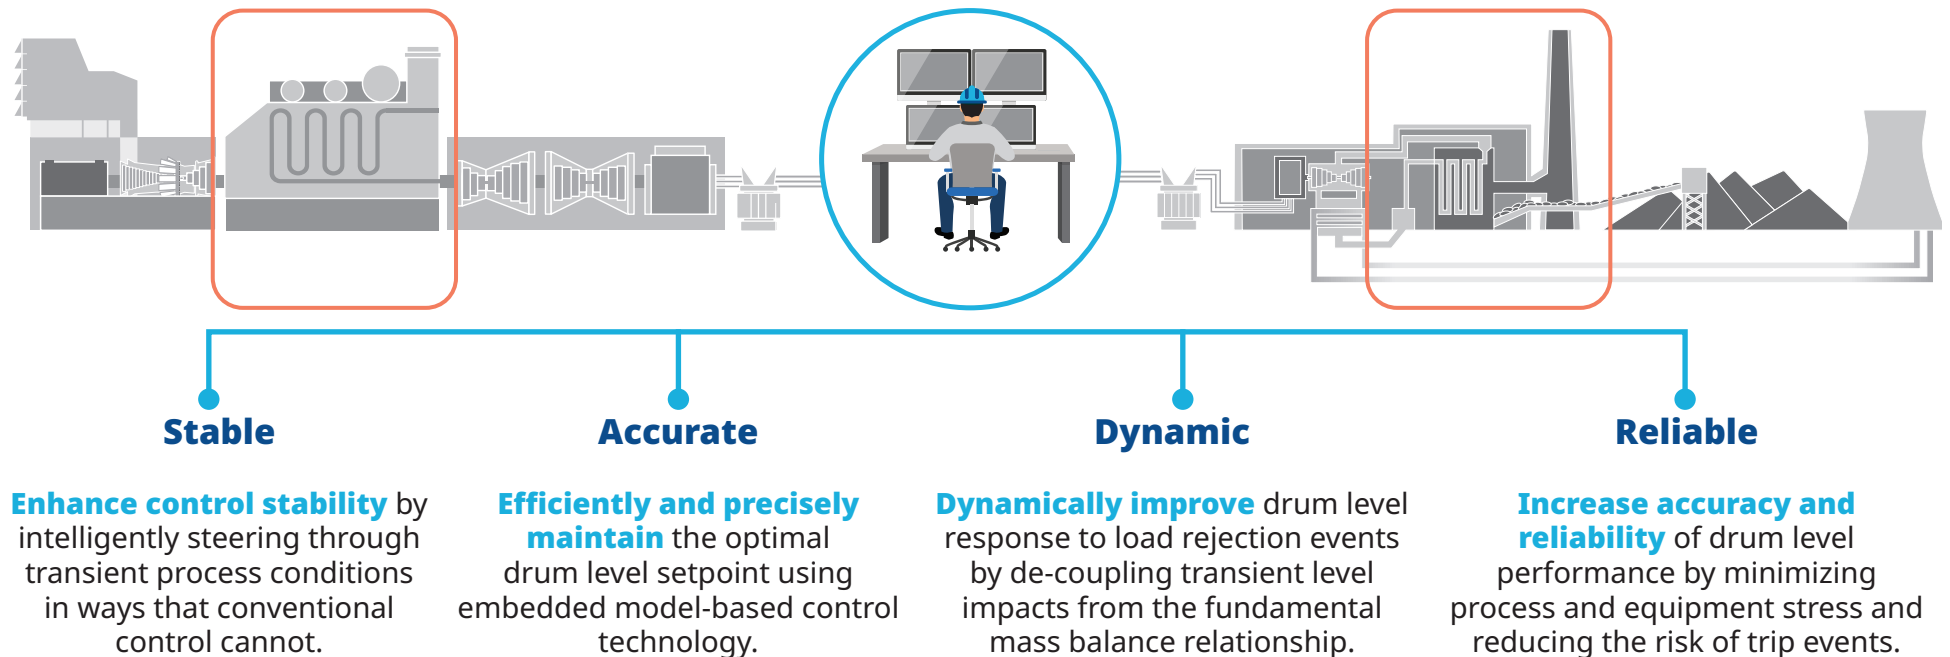 Stable
Enhance control stability by
intelligently steering through
transient process conditions
in ways that conventional
control cannot.
Accurate
Efficiently and precisely
maintain the optimal
drum level setpoint using
embedded model-based control
technology.
Dynamic
Dynamically improve drum level
response to load rejection events
by de-coupling transient level
impacts from the fundamental
mass balance relationship.
Reliable
Increase accuracy and
reliability of drum level
performance by minimizing
process and equipment stress and
reducing the risk of trip events.